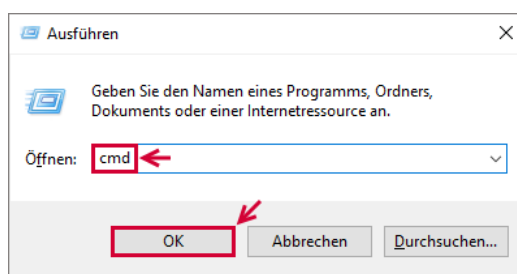 Ausführen
Geben Sie den Namen eines Programms, Ordners,
Dokuments oder einer Internetressource an.
Öffnen: cmd
OK Abbrechen Durchsuchen...